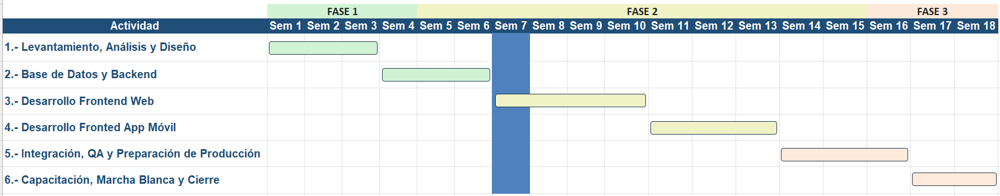 FASE 1 FASE 2 FASE 3
Actividad Sem 1 Sem 2 Sem 3 Sem 4 Sem 5 Sem 6 Sem 7 Sem 8 Sem 9 Sem 10 Sem 11 Sem 12 Sem 13 Sem 14 Sem 15 Sem 16 Sem 17 Sem 18
1.- Levantamiento, Análisis y Diseño
2.- Base de Datos y Backend
3.- Desarrollo Frontend Web
4.- Desarrollo Fronted App Móvil
5.- Integración, QA y Preparación de Producción
6.- Capacitación, Marcha Blanca y Cierre